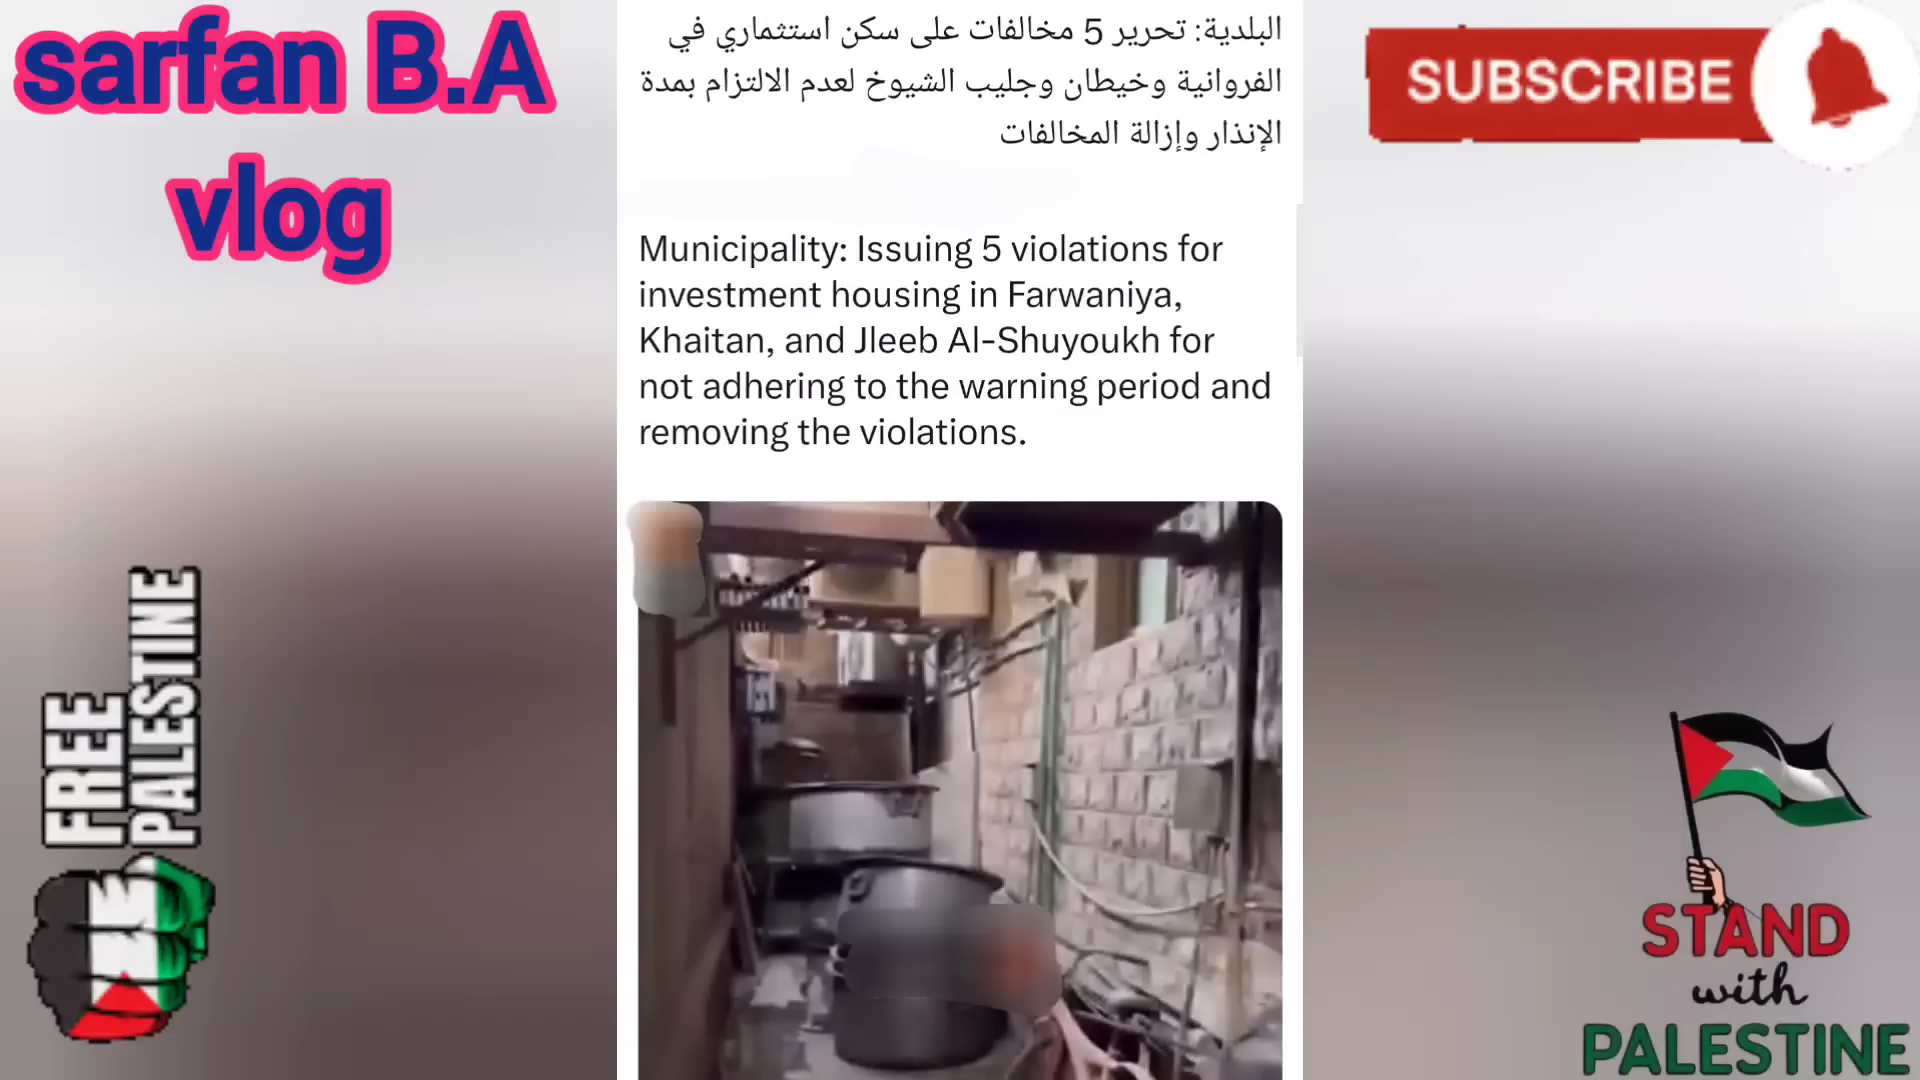 sarfan B.A
vlog
البلدية: تحرير 5 مخالفات على سكن استثماري في
الفروانية وخيطان وجليب الشيوخ لعدم الالتزام بمدة
الإنذار وإزالة المخالفات
SUBSCRIBE
Municipality: Issuing 5 violations for
investment housing in Farwaniya,
Khaitan, and Jleeb Al-Shuyoukh for
not adhering to the warning period and
removing the violations.
FREE
PALESTINE
STAND
with
PALESTINE